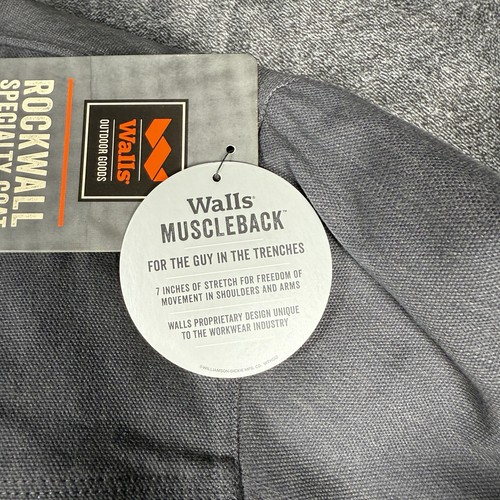 ROCKWALL
SPECIALTY COAT
Walls®
OUTDOOR GOODS
Walls®
MUSCLEBACK™
FOR THE GUY IN THE TRENCHES
7 INCHES OF STRETCH FOR FREEDOM OF
MOVEMENT IN SHOULDERS AND ARMS
WALLS PROPRIETARY DESIGN UNIQUE
TO THE WORKWEAR INDUSTRY